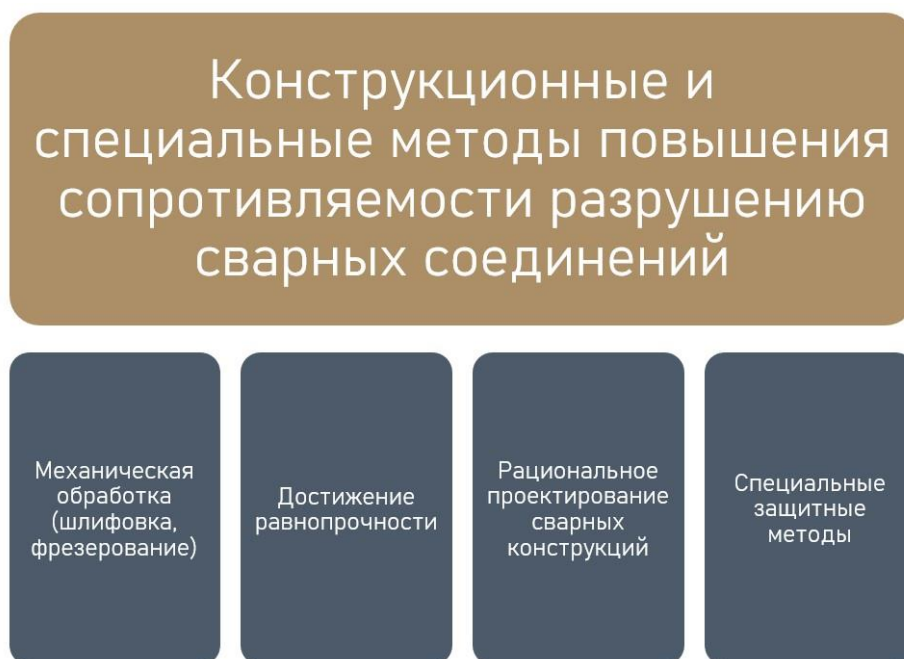 Конструкционные и
специальные методы повышения
сопротивляемости разрушению
сварных соединений
Механическая
обработка
(шлифовка,
фрезерование)
Достижение
равнопрочности
Рациональное
проектирование
сварных
конструкций
Специальные
защитные
методы